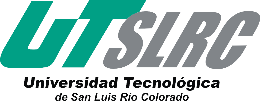 UTSLRC
Universidad Tecnológica
de San Luis Río Colorado